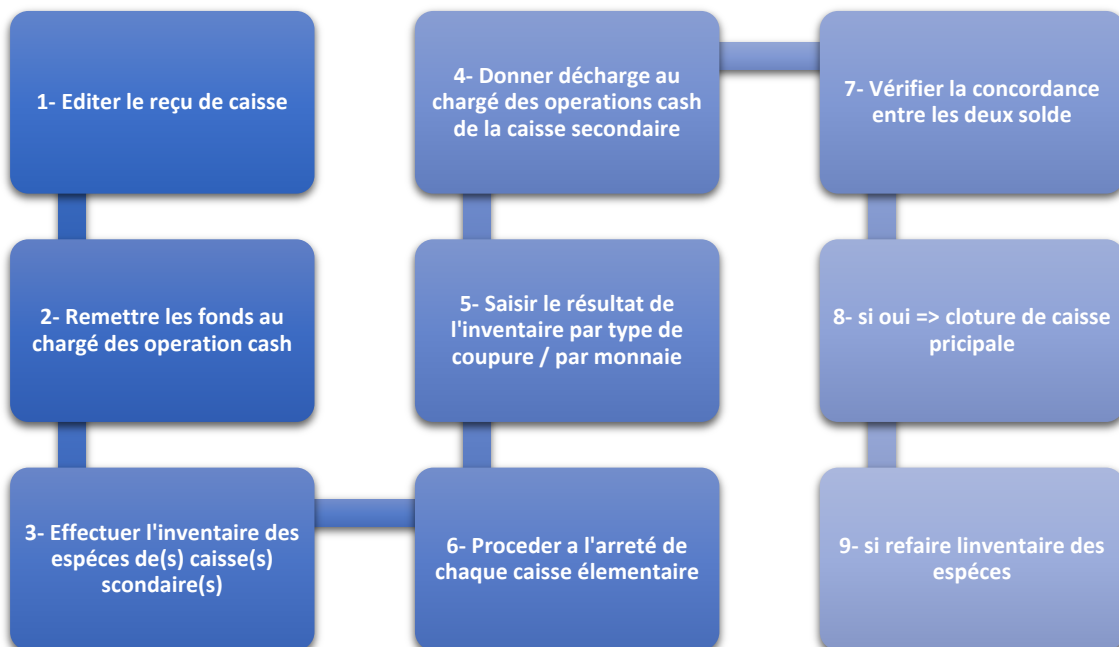 1- Editer le reçu de caisse
2- Remettre les fonds au
chargé des operation cash
3- Effectuer l'inventaire des
espéces de(s) caisse(s)
scondaire(s)
4- Donner décharge au
chargé des operations cash
de la caisse secondaire
5- Saisir le résultat de
l'inventaire par type de
coupure / par monnaie
6- Proceder a l'arreté de
chaque caisse élementaire
7- Vérifier la concordance
entre les deux solde
8- si oui => cloture de caisse
pricipale
9- si refaire linventaire des
espéces